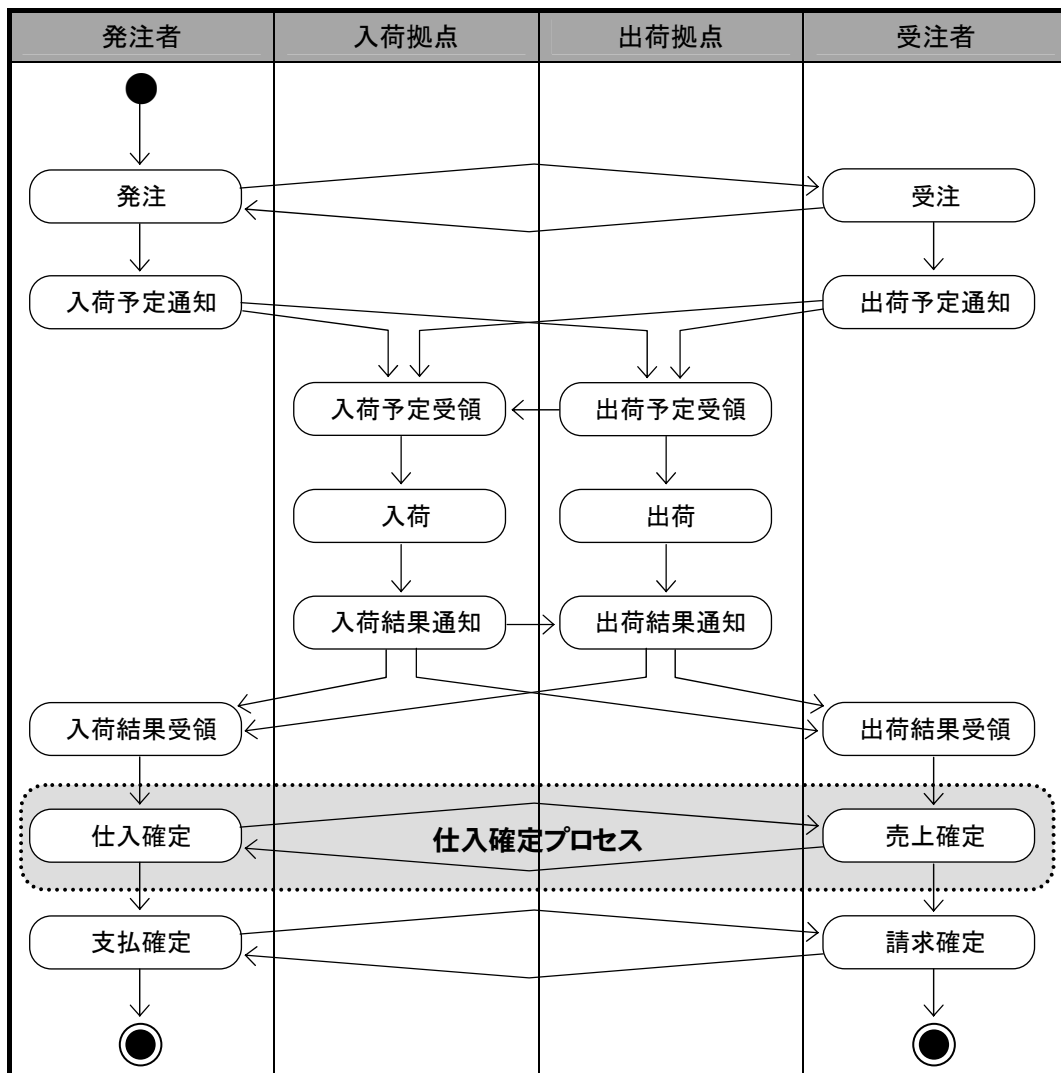 発注者
入荷拠点
出荷拠点
受注者
発注
受注
入荷予定通知
出荷予定通知
入荷予定受領
出荷予定受領
入荷
出荷
入荷結果通知
出荷結果通知
入荷結果受領
出荷結果受領
仕入確定
仕入確定プロセス
売上確定
支払確定
請求確定